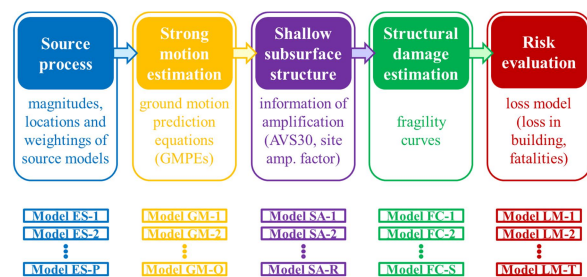 Source
process
magnitudes,
locations and
weightings of
source models
Model ES-1
Model ES-2
Model ES-P
Strong
motion
estimation
ground motion
prediction
equations
(GMPEs)
Model GM-1
Model GM-2
Model GM-Q
Shallow
subsurface
structure
information of
amplification
(AVS30, site
amp. factor)
Model SA-1
Model SA-2
Model SA-R
Structural
damage
estimation
fragility
curves
Model FC-1
Model FC-2
Model FC-S
Risk
evaluation
loss model
(loss in
building,
fatalities)
Model LM-1
Model LM-2
Model LM-T